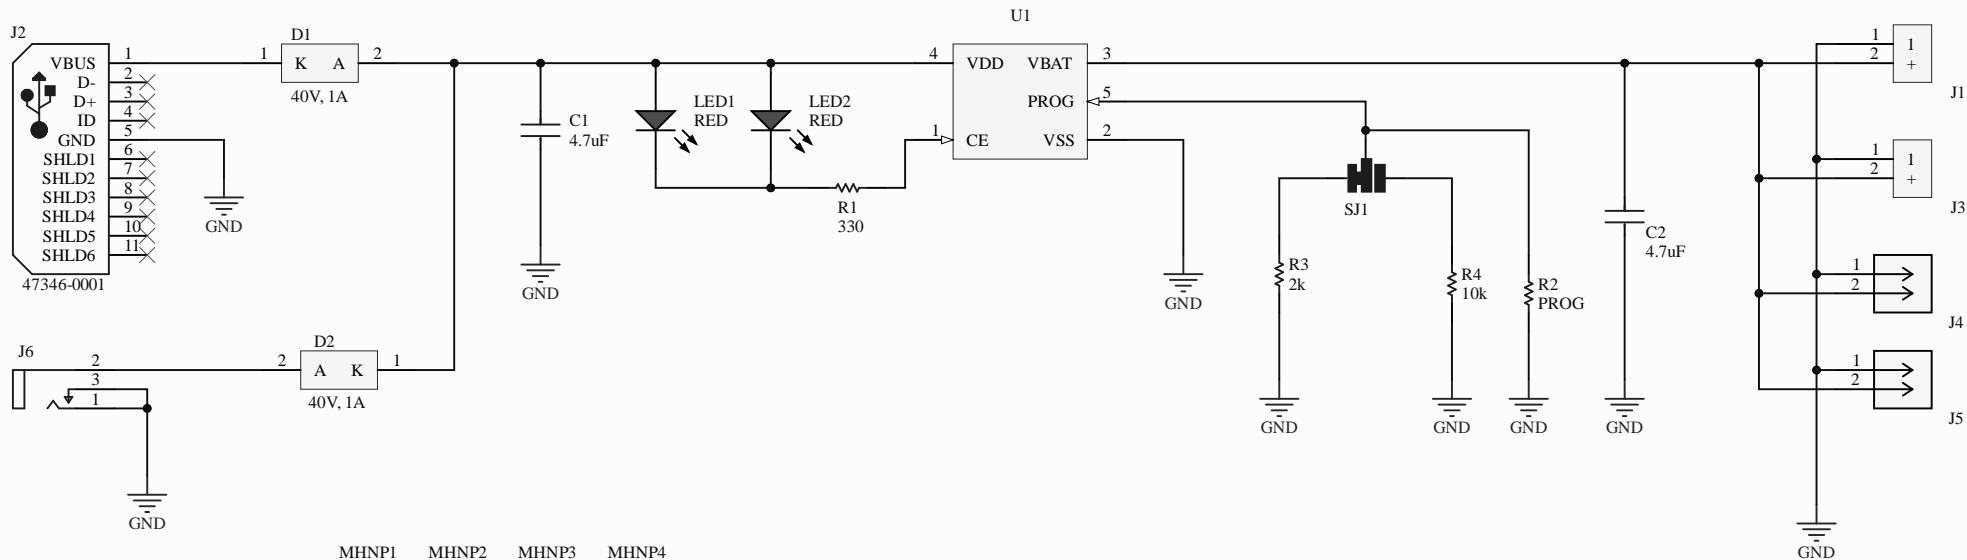 U1
J2
VBUS 1
D- 2
D+ 3
ID 4
GND 5
SHLD1 6
SHLD2 7
SHLD3 8
SHLD4 9
SHLD5 10
SHLD6 11
47346-0001
GND
D1
1 K A 2
40V, 1A
C1
4.7uF
GND
LED1
RED
LED2
RED
R1
330
4 VDD VBAT 3
PROG 5
1 CE VSS 2
GND
SJ1
R3
2k
GND
R4
10k
GND
R2
PROG
GND
C2
4.7uF
GND
1 1
2 +
J1
1 1
2 +
J3
1
2
J4
1
2
J5
GND
J6
2
3
1
GND
D2
2 A K 1
40V, 1A
MHNP1 MHNP2 MHNP3 MHNP4